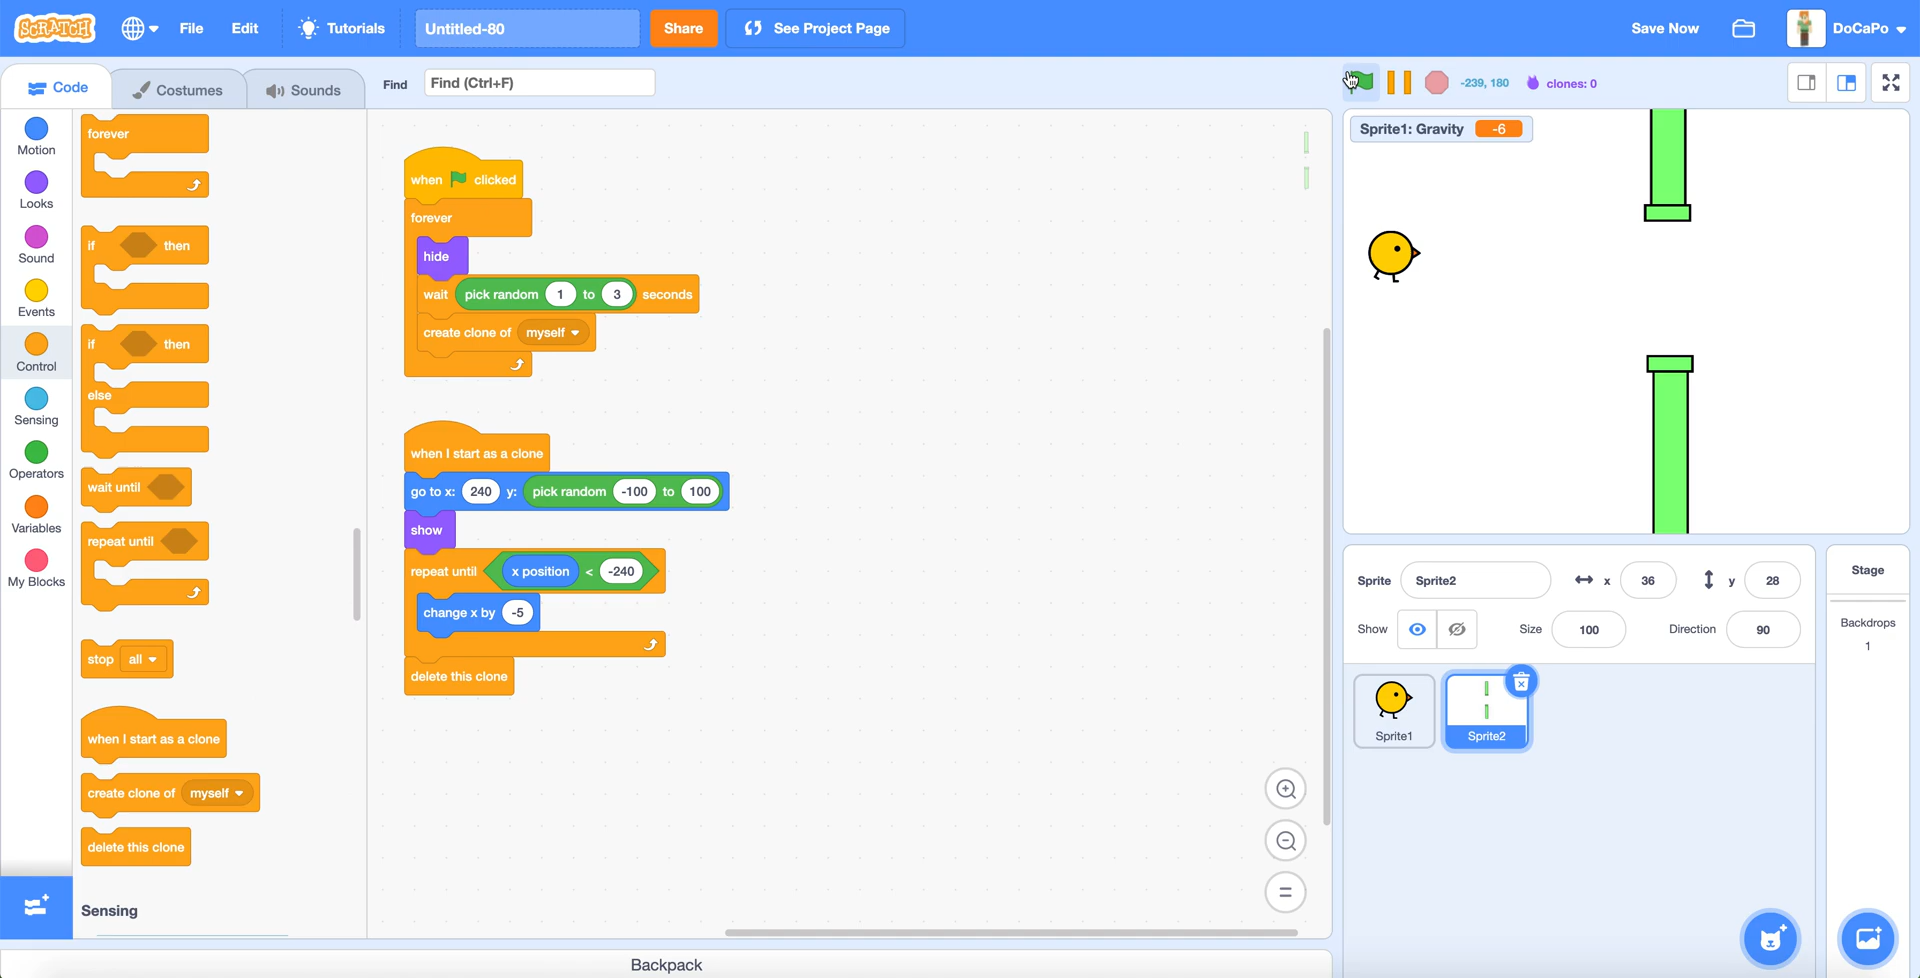 SCRATCH
File
Edit
Tutorials
Untitled-80
Share
See Project Page
Save Now
DoCaPo
Code
Costumes
Sounds
Find
Find (Ctrl+F)
-239, 180
clones: 0
Motion
Looks
Sound
Events
Control
Sensing
Operators
Variables
My Blocks
forever
if then
if then
else
wait until
repeat until
stop all
when I start as a clone
create clone of myself
delete this clone
Sensing
when clicked
forever
hide
wait pick random 1 to 3 seconds
create clone of myself
when I start as a clone
go to x: 240 y: pick random -100 to 100
show
repeat until x position < -240
change x by -5
delete this clone
Sprite1: Gravity -6
Sprite Sprite2 x 36 y 28
Show Size 100 Direction 90
Sprite1
Sprite2
Stage
Backdrops
1
Backpack